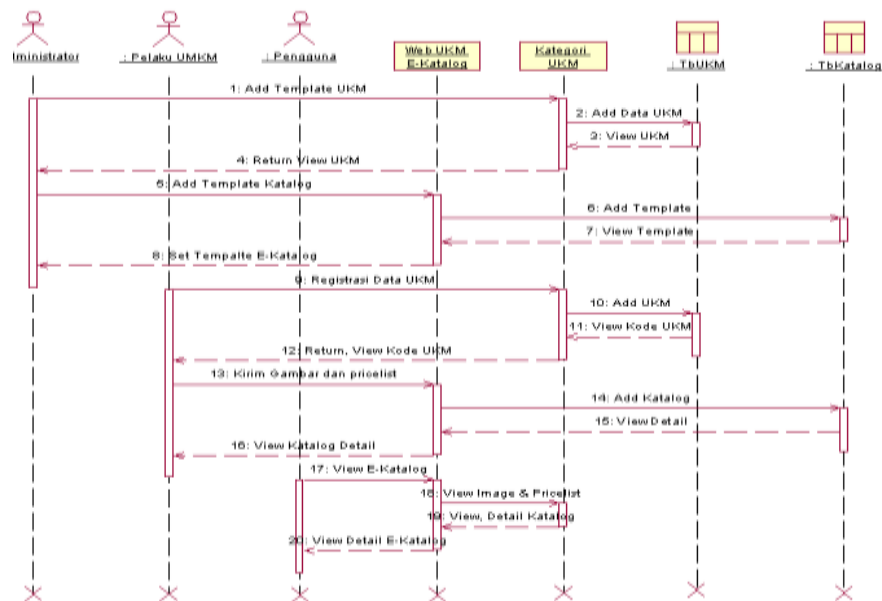 Iministrator
: Pelaku UMKM
: Pengguna
Web UKM
E-Katalog
Kategori
UKM
: TbUKM
: TbKatalog
1: Add Template UKM
2: Add Data UKM
3: View UKM
4: Return View UKM
5: Add Template Katalog
6: Add Template
7: View Template
8: Set Tempalte E-Katalog
9: Registrasi Data UKM
10: Add UKM
11: View Kode UKM
12: Return, View Kode UKM
13: Kirim Gambar dan pricelist
14: Add Katalog
15: View Detail
16: View Katalog Detail
17: View E-Katalog
18: View Image & Pricelist
19: View, Detail Katalog
20: View Detail E-Katalog